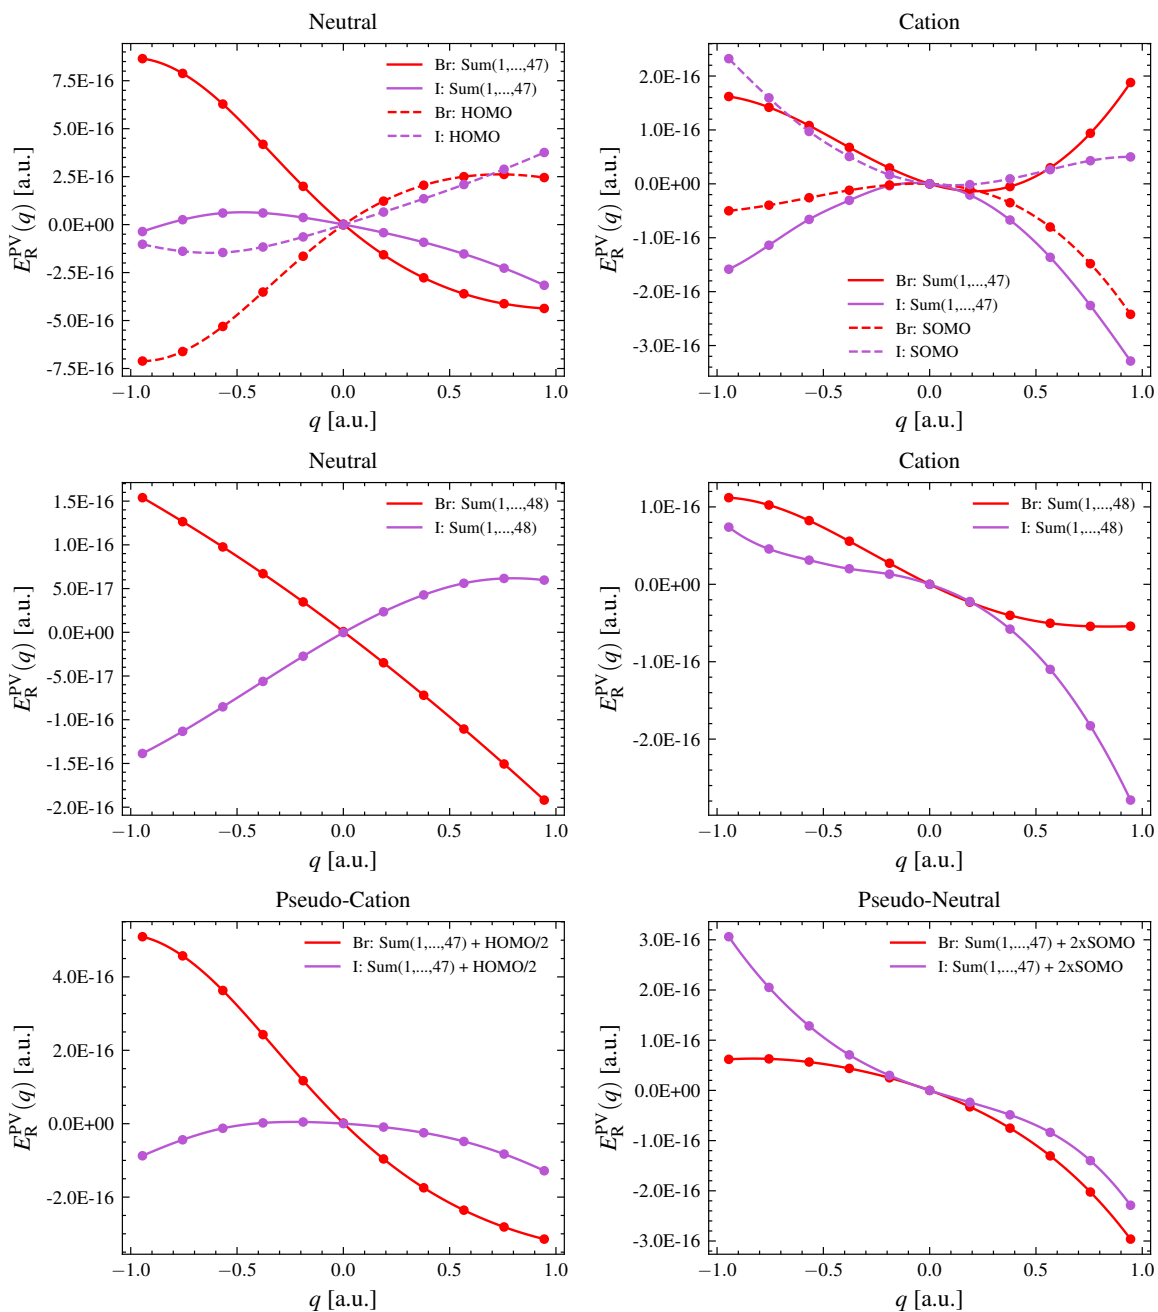 Neutral
7.5E-16
5.0E-16
2.5E-16
0.0E+00
-2.5E-16
-5.0E-16
-7.5E-16
E_R^PV(q) [a.u.]
Br: Sum(1,...,47)
I: Sum(1,...,47)
Br: HOMO
I: HOMO
−1.0 −0.5 0.0 0.5 1.0
q [a.u.]
Cation
2.0E-16
1.0E-16
0.0E+00
-1.0E-16
-2.0E-16
-3.0E-16
E_R^PV(q) [a.u.]
Br: Sum(1,...,47)
I: Sum(1,...,47)
Br: SOMO
I: SOMO
−1.0 −0.5 0.0 0.5 1.0
q [a.u.]
Neutral
1.5E-16
1.0E-16
5.0E-17
0.0E+00
-5.0E-17
-1.0E-16
-1.5E-16
-2.0E-16
E_R^PV(q) [a.u.]
Br: Sum(1,...,48)
I: Sum(1,...,48)
−1.0 −0.5 0.0 0.5 1.0
q [a.u.]
Cation
1.0E-16
0.0E+00
-1.0E-16
-2.0E-16
E_R^PV(q) [a.u.]
Br: Sum(1,...,48)
I: Sum(1,...,48)
−1.0 −0.5 0.0 0.5 1.0
q [a.u.]
Pseudo-Cation
4.0E-16
2.0E-16
0.0E+00
-2.0E-16
E_R^PV(q) [a.u.]
Br: Sum(1,...,47) + HOMO/2
I: Sum(1,...,47) + HOMO/2
−1.0 −0.5 0.0 0.5 1.0
q [a.u.]
Pseudo-Neutral
3.0E-16
2.0E-16
1.0E-16
0.0E+00
-1.0E-16
-2.0E-16
-3.0E-16
E_R^PV(q) [a.u.]
Br: Sum(1,...,47) + 2xSOMO
I: Sum(1,...,47) + 2xSOMO
−1.0 −0.5 0.0 0.5 1.0
q [a.u.]